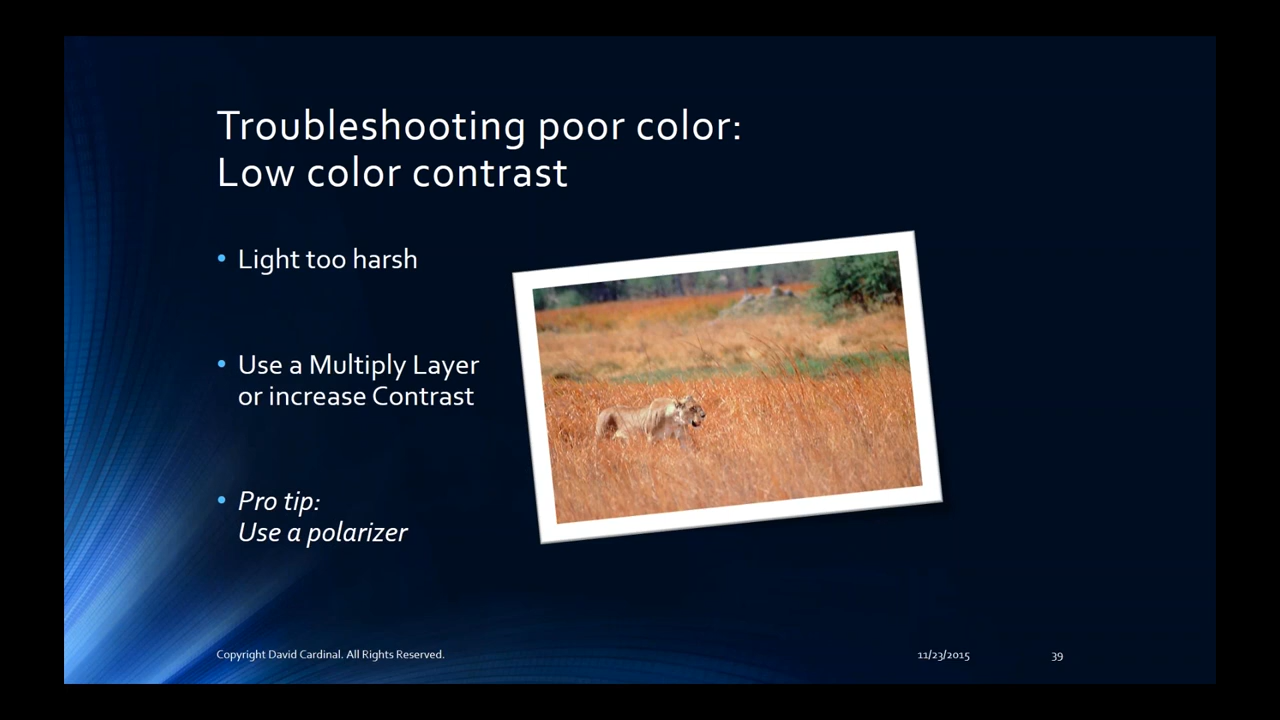 Troubleshooting poor color:
Low color contrast
• Light too harsh
• Use a Multiply Layer
or increase Contrast
• Pro tip:
Use a polarizer
Copyright David Cardinal. All Rights Reserved.
11/23/2015
39